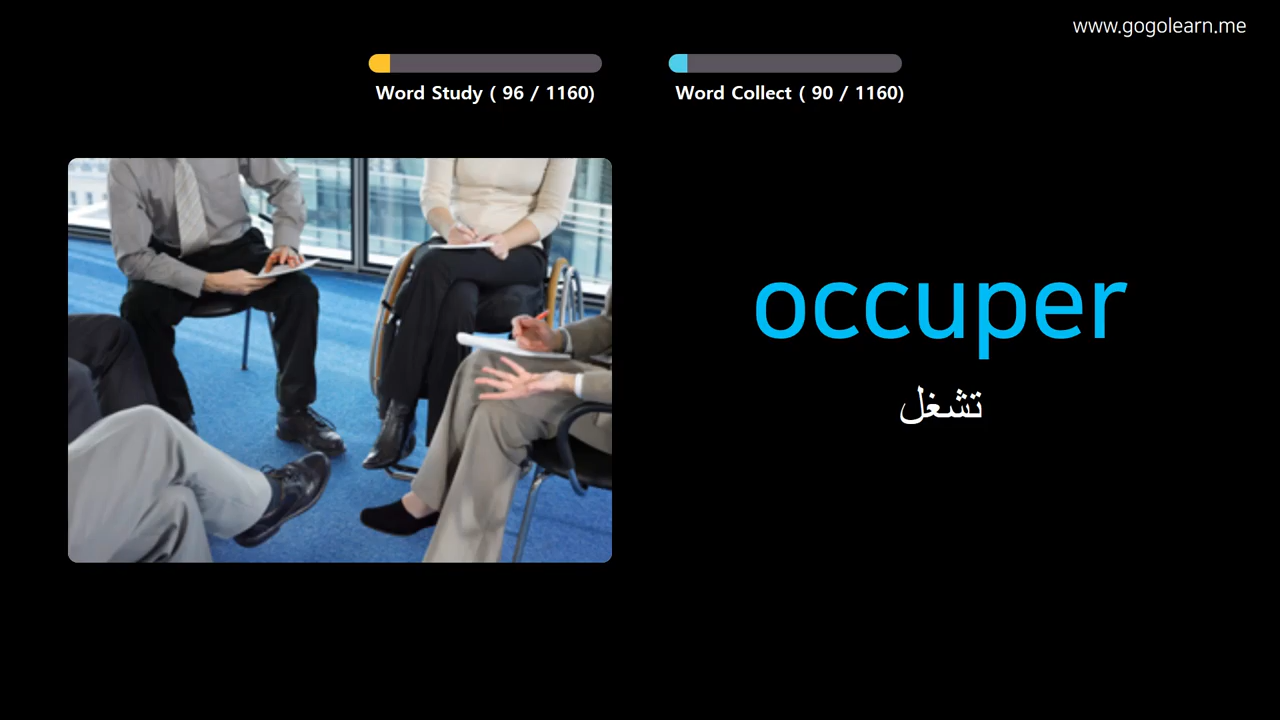 www.gogolearn.me
Word Study ( 96 / 1160)
Word Collect ( 90 / 1160)
occuper
تشغل